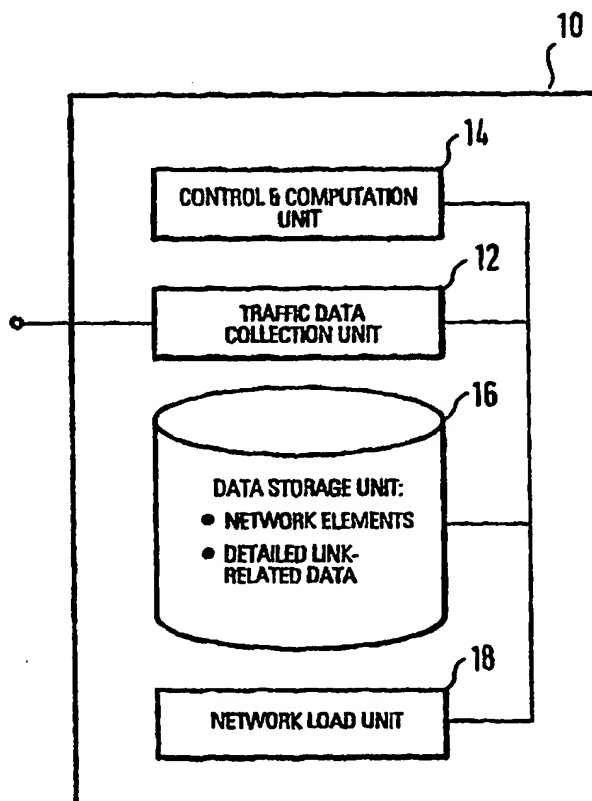 10
14
CONTROL & COMPUTATION
UNIT
12
TRAFFIC DATA
COLLECTION UNIT
16
DATA STORAGE UNIT:
• NETWORK ELEMENTS
• DETAILED LINK-
RELATED DATA
18
NETWORK LOAD UNIT